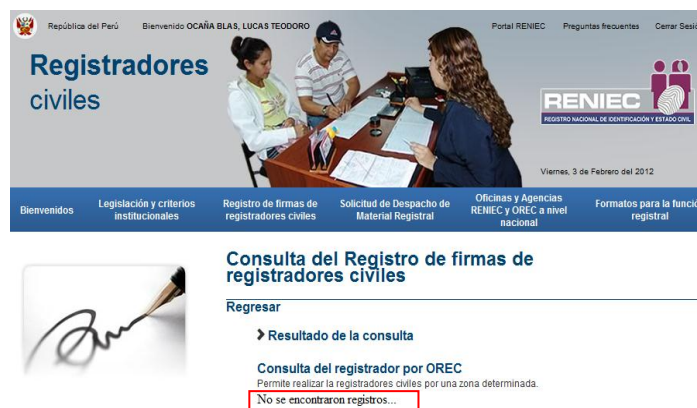 República del Perú Bienvenido OCAÑA BLAS, LUCAS TEODORO Portal RENIEC Preguntas frecuentes Cerrar Sesió
Registradores
civiles
RENIEC
REGISTRO NACIONAL DE IDENTIFICACIÓN Y ESTADO CIVIL
Viernes, 3 de Febrero del 2012
Bienvenidos
Legislación y criterios
institucionales
Registro de firmas de
registradores civiles
Solicitud de Despacho de
Material Registral
Oficinas y Agencias
RENIEC y OREC a nivel
nacional
Formatos para la funció
registral
Consulta del Registro de firmas de
registradores civiles
Regresar
Resultado de la consulta
Consulta del registrador por OREC
Permite realizar la registradores civiles por una zona determinada.
No se encontraron registros...